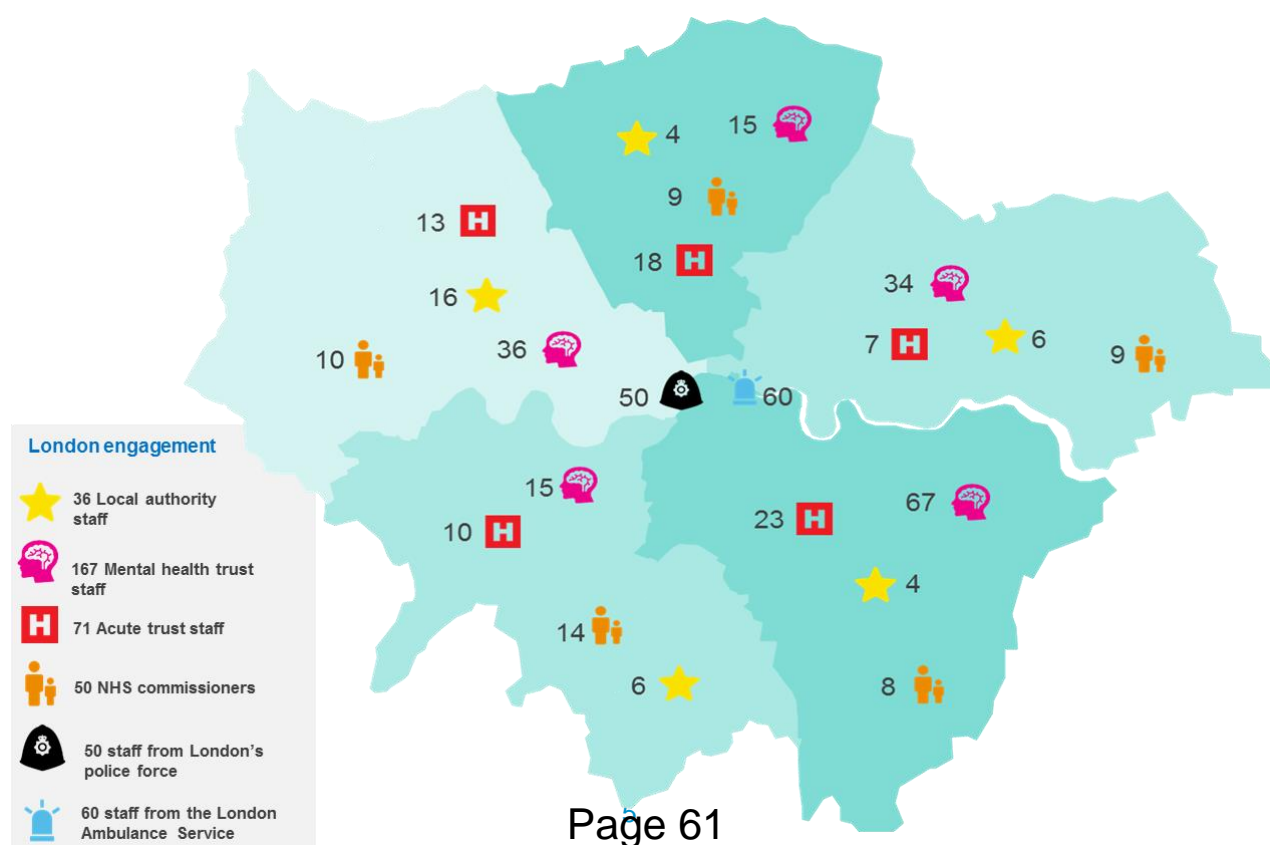 4
15
9
13
18
16
34
10
36
7
6
9
50
60
London engagement
36 Local authority
staff
167 Mental health trust
staff
71 Acute trust staff
50 NHS commissioners
50 staff from London's
police force
60 staff from the London
Ambulance Service
15
10
23
67
14
4
6
8
Page 61